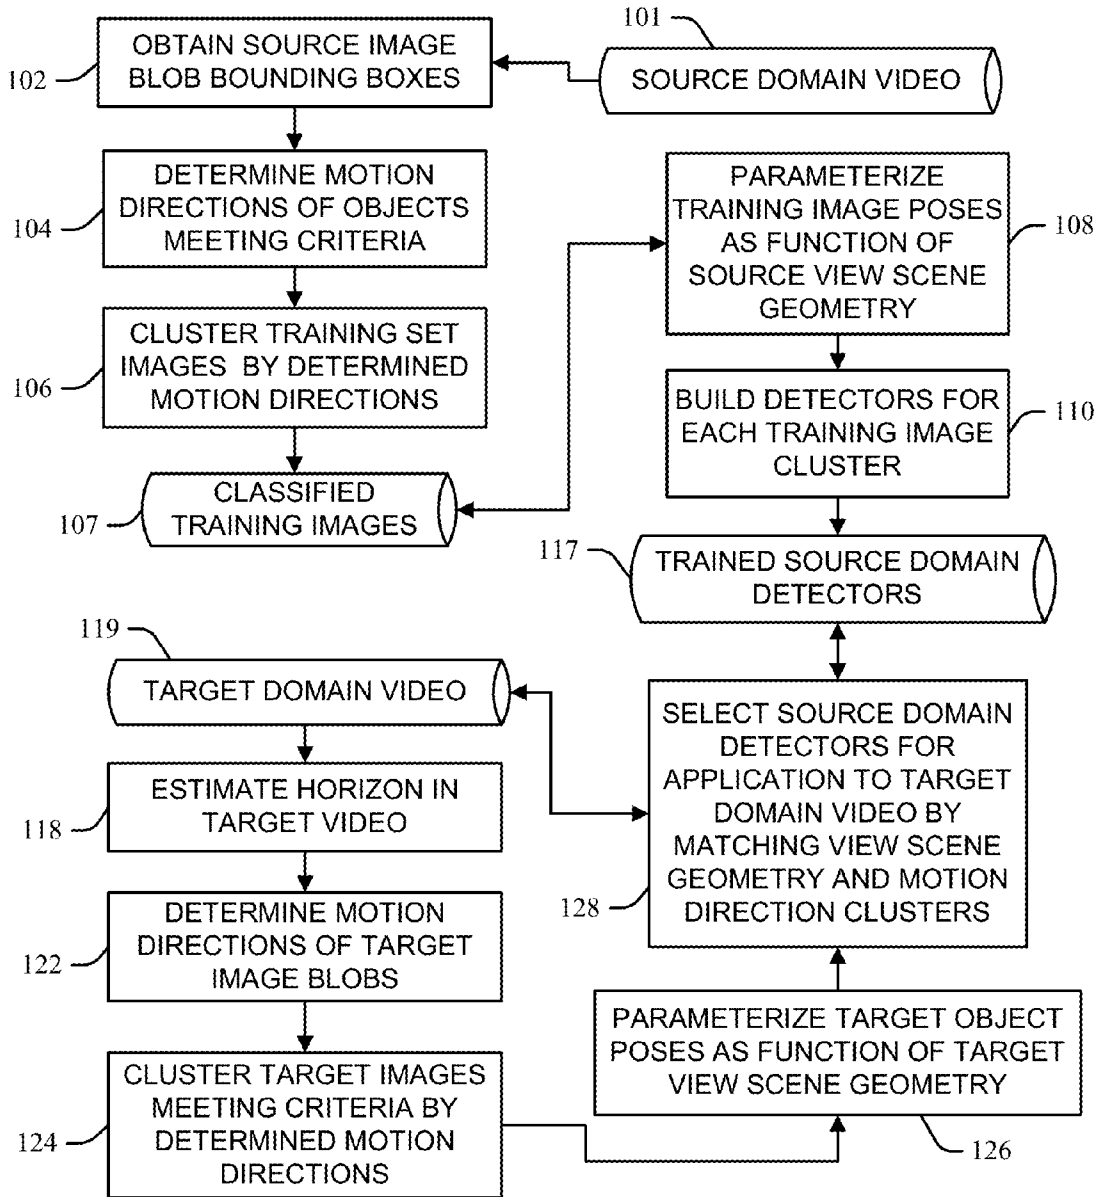 101
OBTAIN SOURCE IMAGE
BLOB BOUNDING BOXES
102
SOURCE DOMAIN VIDEO
DETERMINE MOTION
DIRECTIONS OF OBJECTS
MEETING CRITERIA
104
PARAMETERIZE
TRAINING IMAGE POSES
AS FUNCTION OF
SOURCE VIEW SCENE
GEOMETRY
108
CLUSTER TRAINING SET
IMAGES BY DETERMINED
MOTION DIRECTIONS
106
BUILD DETECTORS FOR
EACH TRAINING IMAGE
CLUSTER
110
CLASSIFIED
TRAINING IMAGES
107
117
TRAINED SOURCE DOMAIN
DETECTORS
119
TARGET DOMAIN VIDEO
ESTIMATE HORIZON IN
TARGET VIDEO
118
SELECT SOURCE DOMAIN
DETECTORS FOR
APPLICATION TO TARGET
DOMAIN VIDEO BY
MATCHING VIEW SCENE
GEOMETRY AND MOTION
DIRECTION CLUSTERS
128
DETERMINE MOTION
DIRECTIONS OF TARGET
IMAGE BLOBS
122
PARAMETERIZE TARGET OBJECT
POSES AS FUNCTION OF TARGET
VIEW SCENE GEOMETRY
126
CLUSTER TARGET IMAGES
MEETING CRITERIA BY
DETERMINED MOTION
DIRECTIONS
124